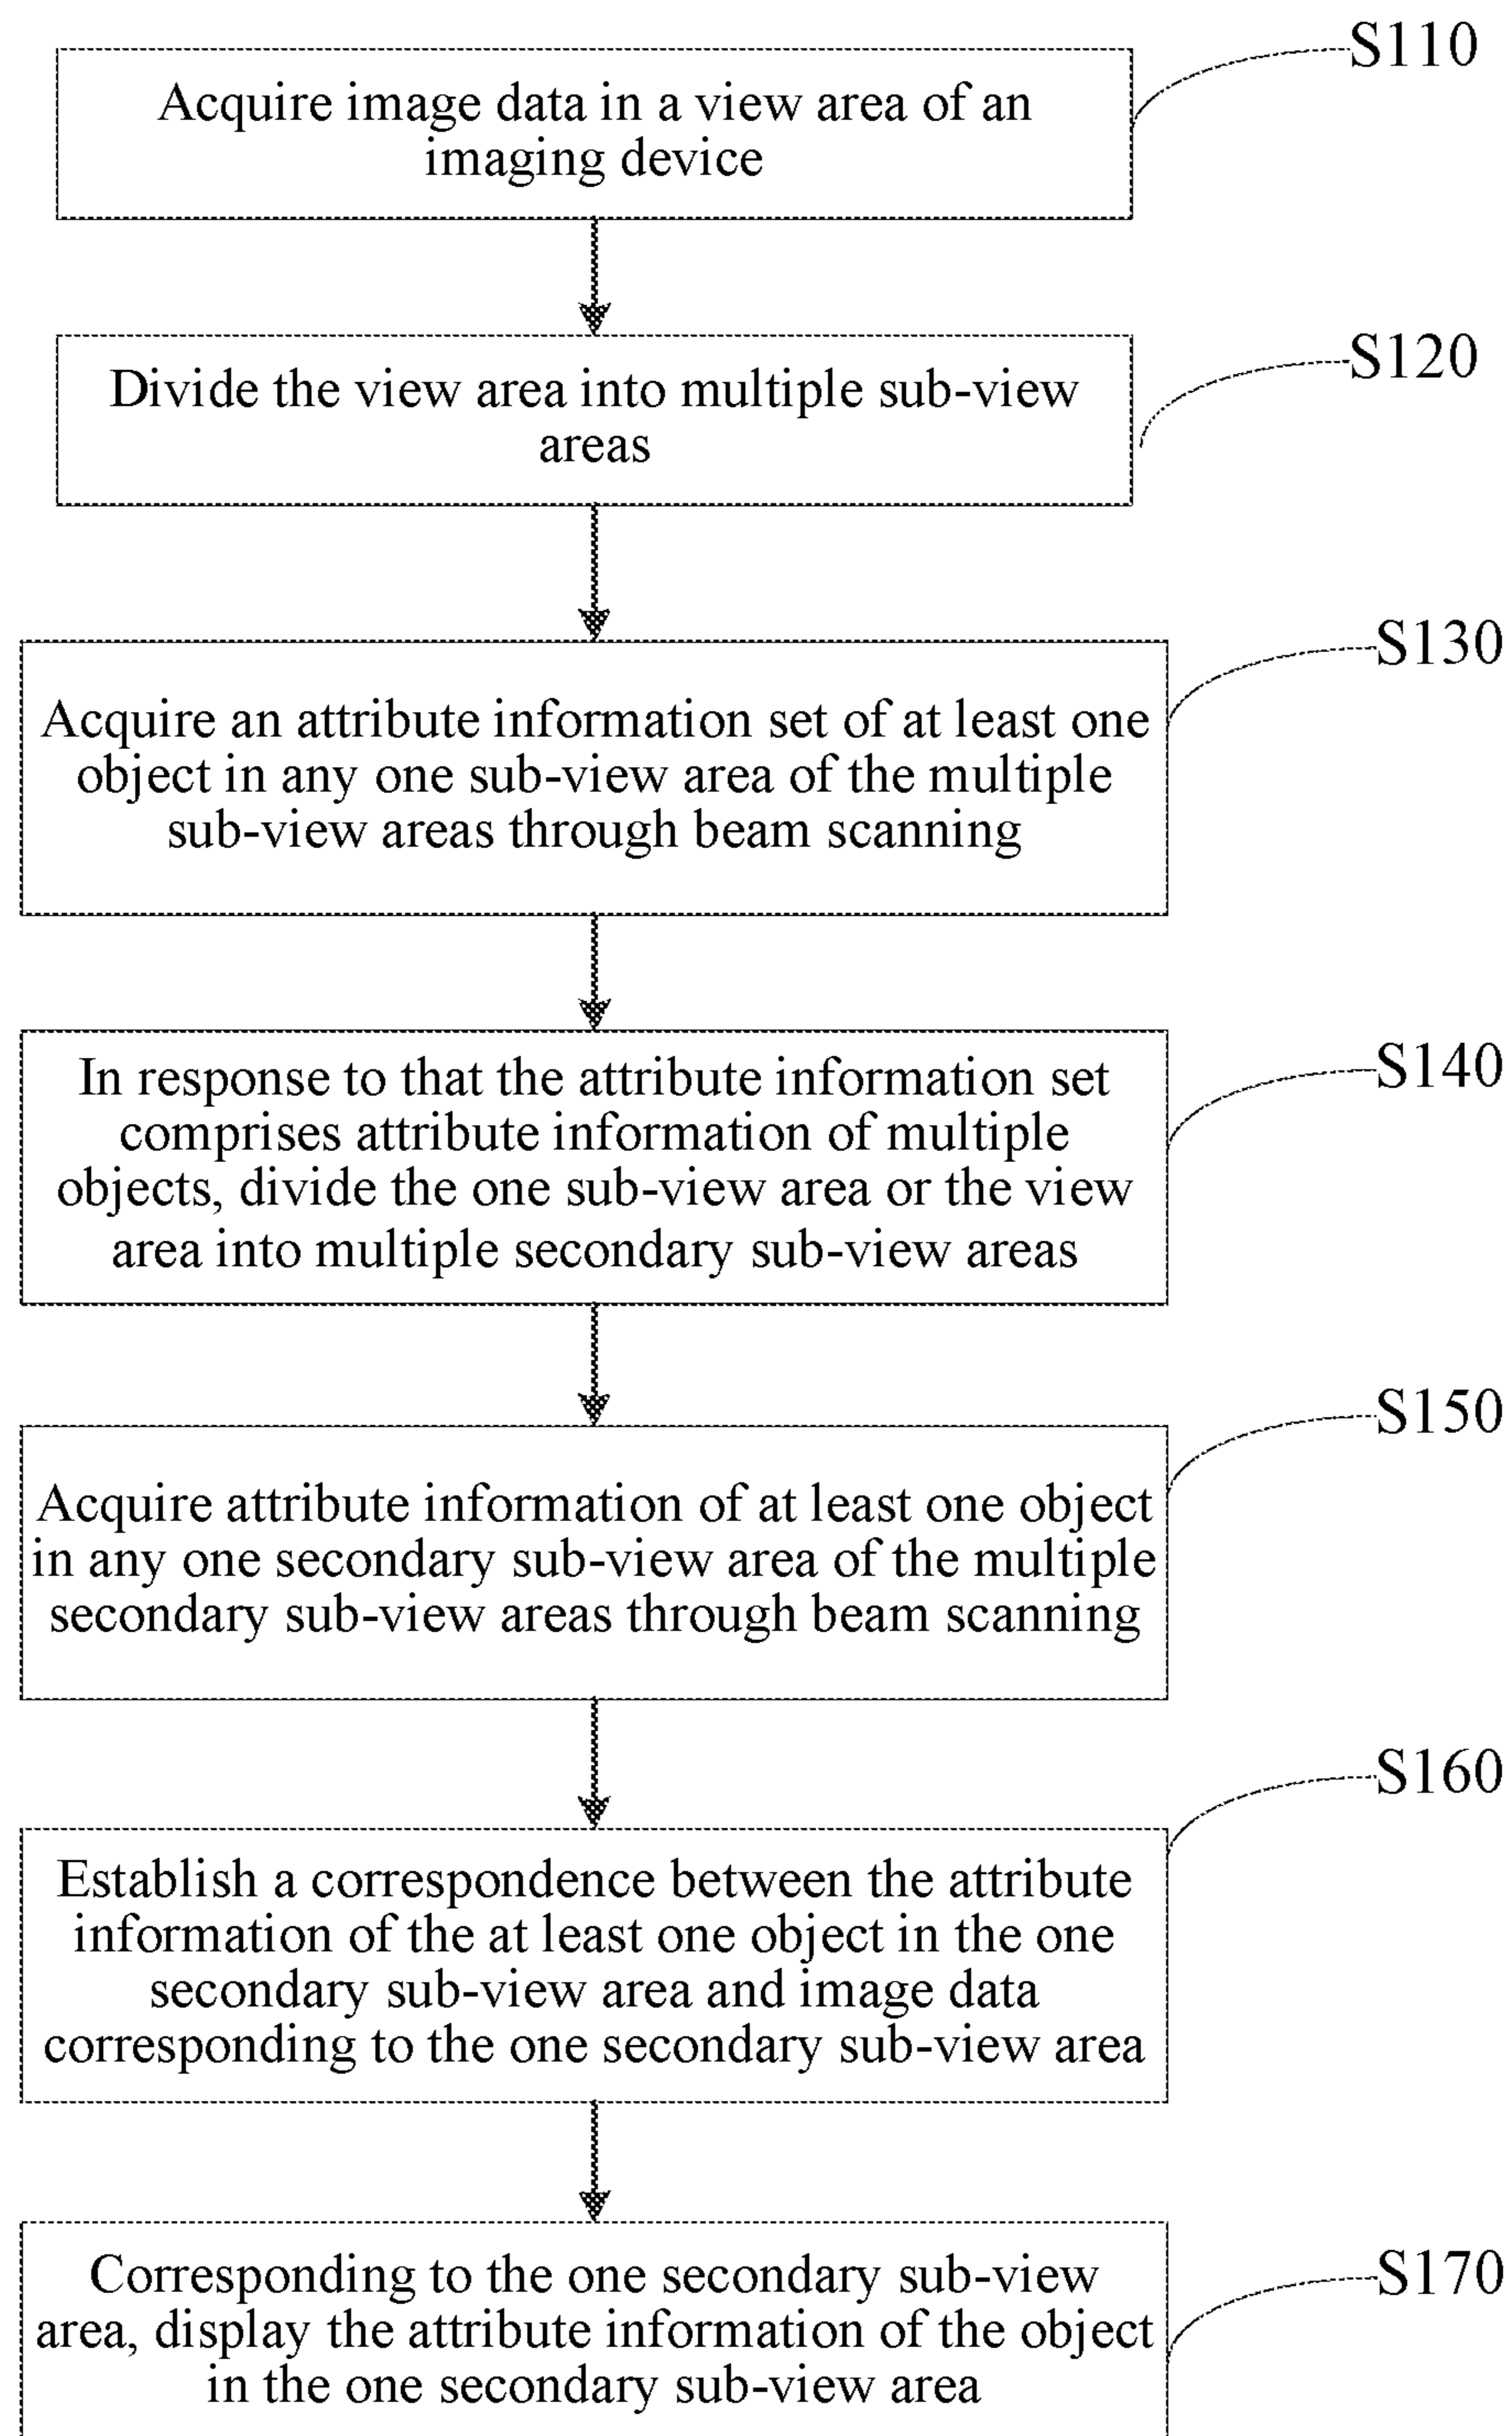 S110
Acquire image data in a view area of an
imaging device
S120
Divide the view area into multiple sub-view
areas
S130
Acquire an attribute information set of at least one
object in any one sub-view area of the multiple
sub-view areas through beam scanning
S140
In response to that the attribute information set
comprises attribute information of multiple
objects, divide the one sub-view area or the view
area into multiple secondary sub-view areas
S150
Acquire attribute information of at least one object
in any one secondary sub-view area of the multiple
secondary sub-view areas through beam scanning
S160
Establish a correspondence between the attribute
information of the at least one object in the one
secondary sub-view area and image data
corresponding to the one secondary sub-view area
S170
Corresponding to the one secondary sub-view
area, display the attribute information of the object
in the one secondary sub-view area